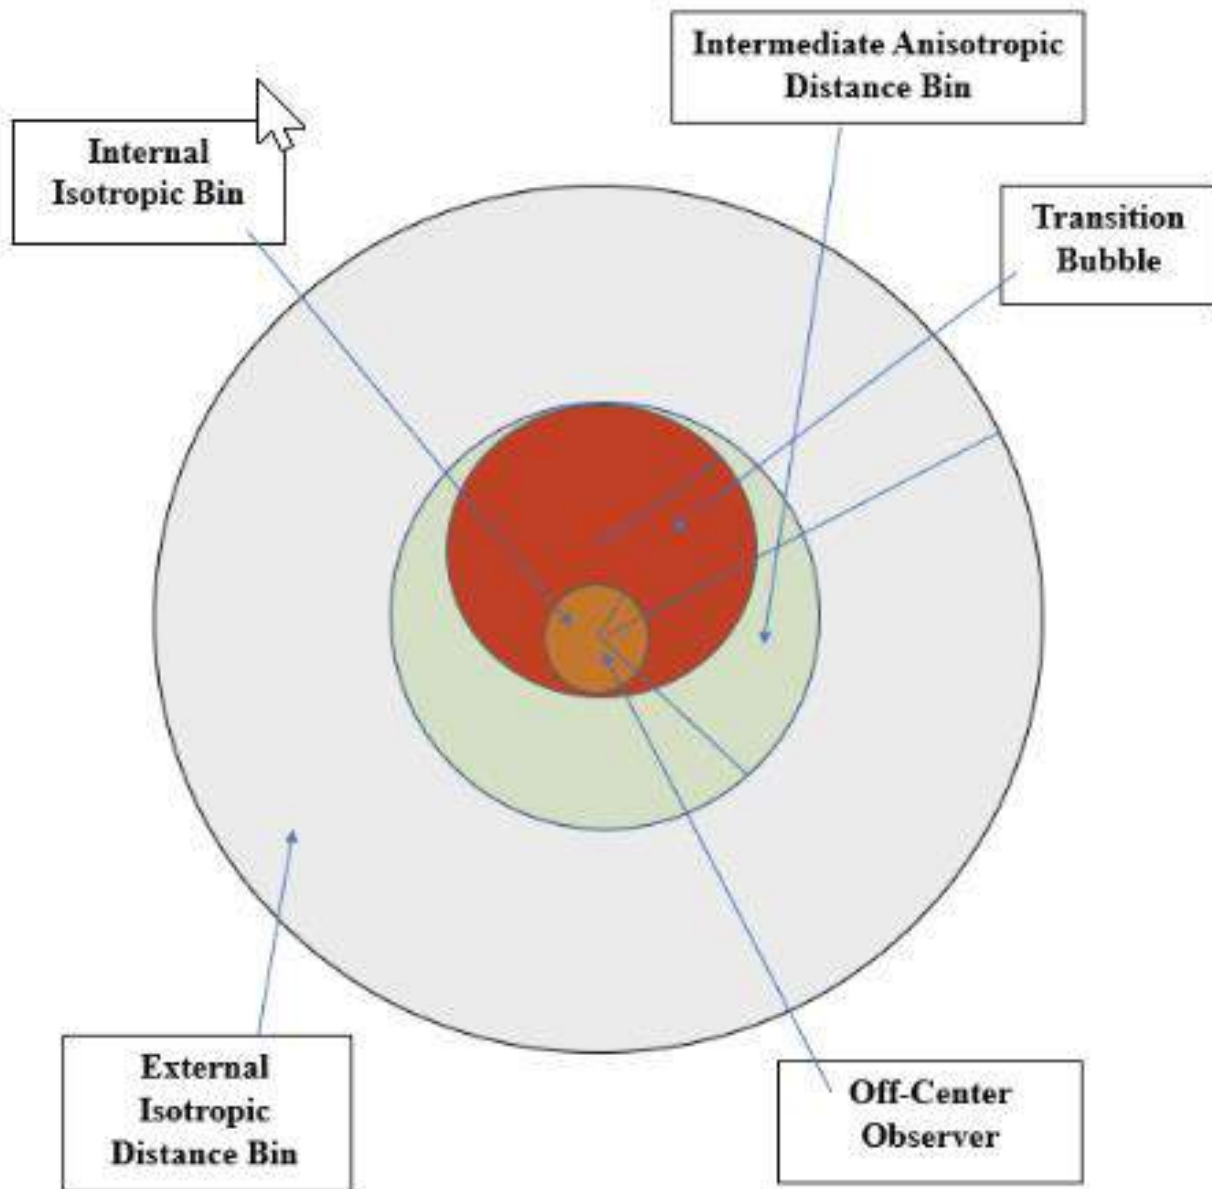 Intermediate Anisotropic
Distance Bin
Internal
Isotropic Bin
Transition
Bubble
External
Isotropic
Distance Bin
Off-Center
Observer